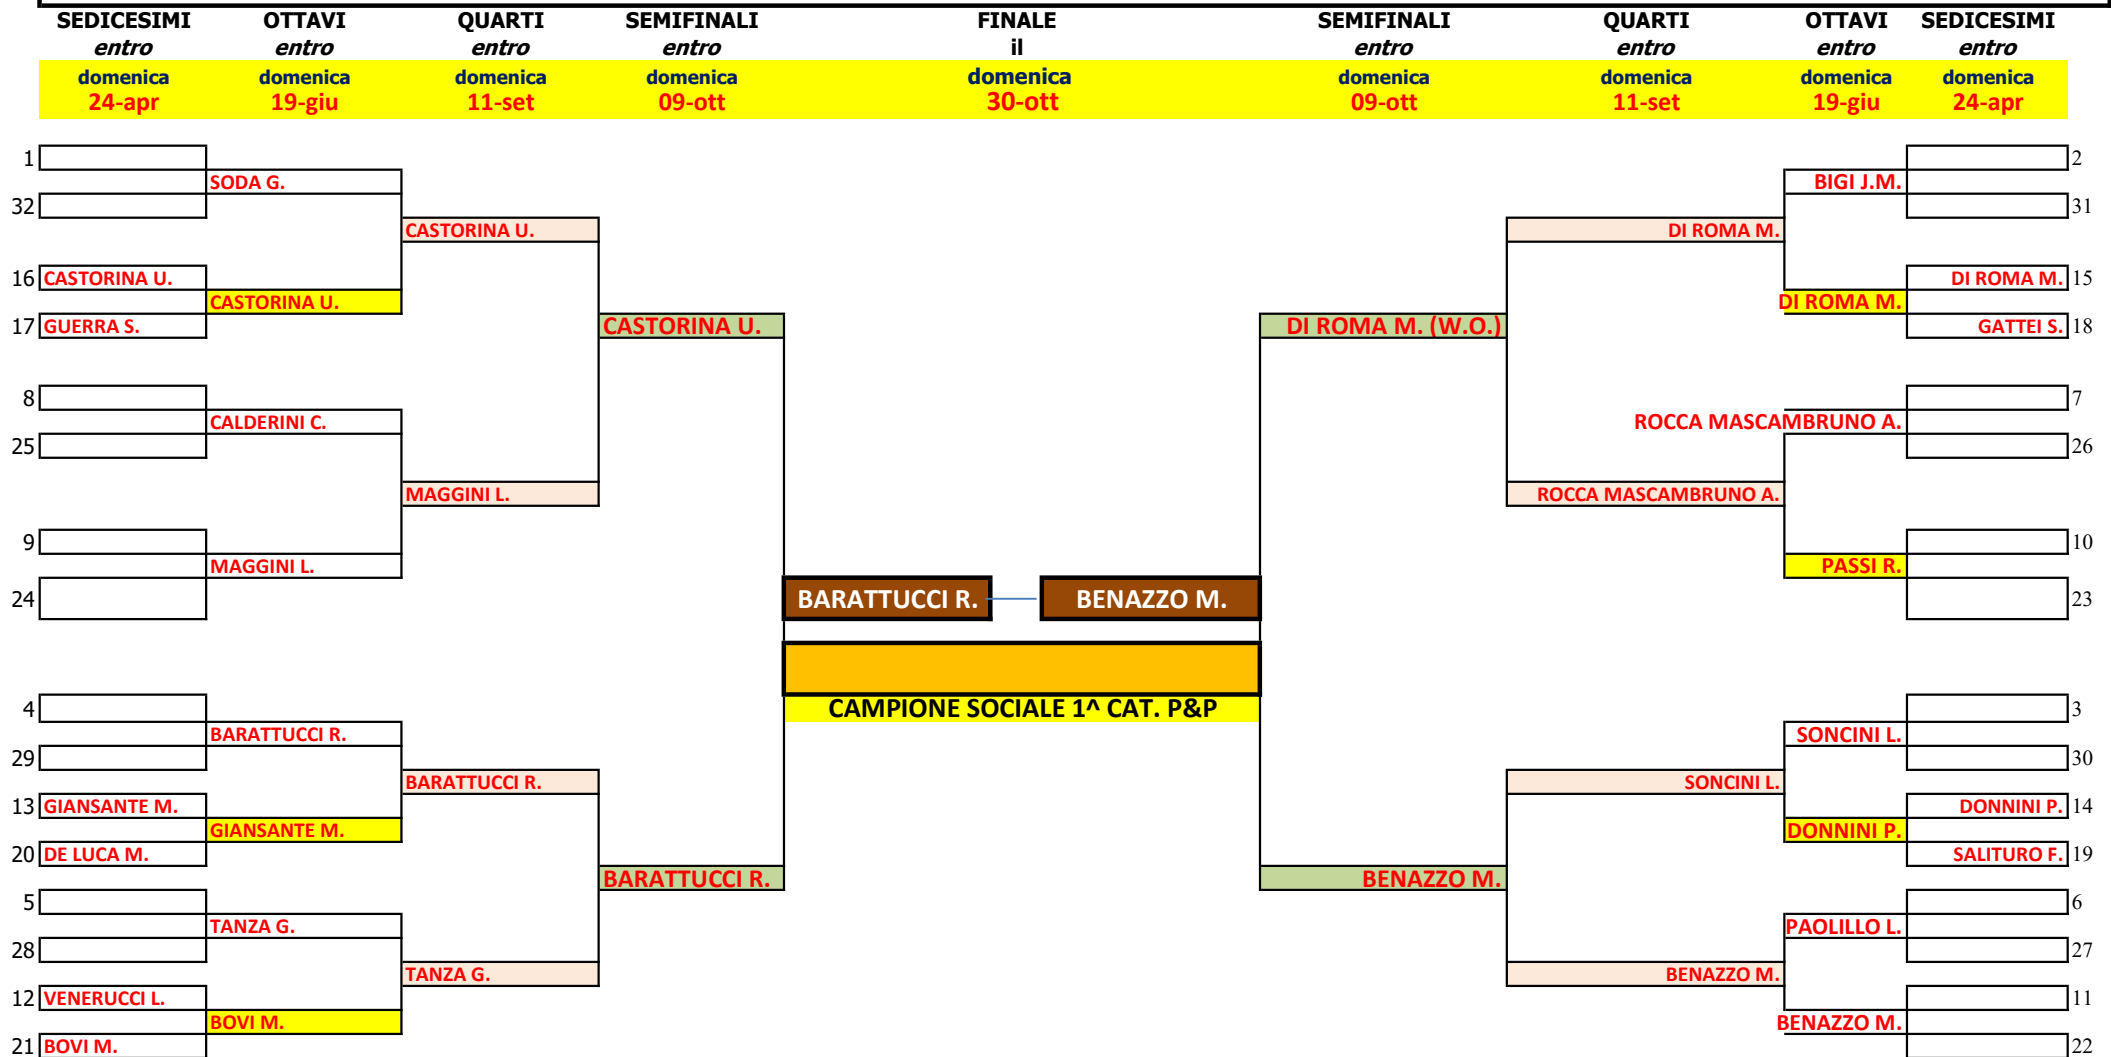 SEDICESIMI OTTAVI QUARTI SEMIFINALI FINALE SEMIFINALI QUARTI OTTAVI SEDICESIMI
entro entro entro entro il entro entro entro entro
domenica domenica domenica domenica domenica domenica domenica domenica domenica
24-apr 19-giu 11-set 09-ott 30-ott 09-ott 11-set 19-giu 24-apr
1 2
SODA G. BIGI J.M.
32 31
CASTORINA U. DI ROMA M.
16 CASTORINA U. DI ROMA M. 15
CASTORINA U. DI ROMA M.
17 GUERRA S. CASTORINA U. DI ROMA M. (W.O.) GATTEI S. 18
8 7
CALDERINI C. ROCCA MASCAMBRUNO A.
25 26
MAGGINI L. ROCCA MASCAMBRUNO A.
9 10
MAGGINI L. PASSI R.
24 BARATTUCCI R. BENAZZO M. 23
4 CAMPIONE SOCIALE 1^ CAT. P&P 3
BARATTUCCI R. SONCINI L.
29 30
BARATTUCCI R. SONCINI L.
13 GIANSANTE M. DONNINI P. 14
GIANSANTE M. DONNINI P.
20 DE LUCA M. SALITURO F. 19
BARATTUCCI R. BENAZZO M.
5 6
TANZA G. PAOLILLO L.
28 27
TANZA G. BENAZZO M.
12 VENERUCCI L. 11
BOVI M. BENAZZO M.
21 BOVI M. 22